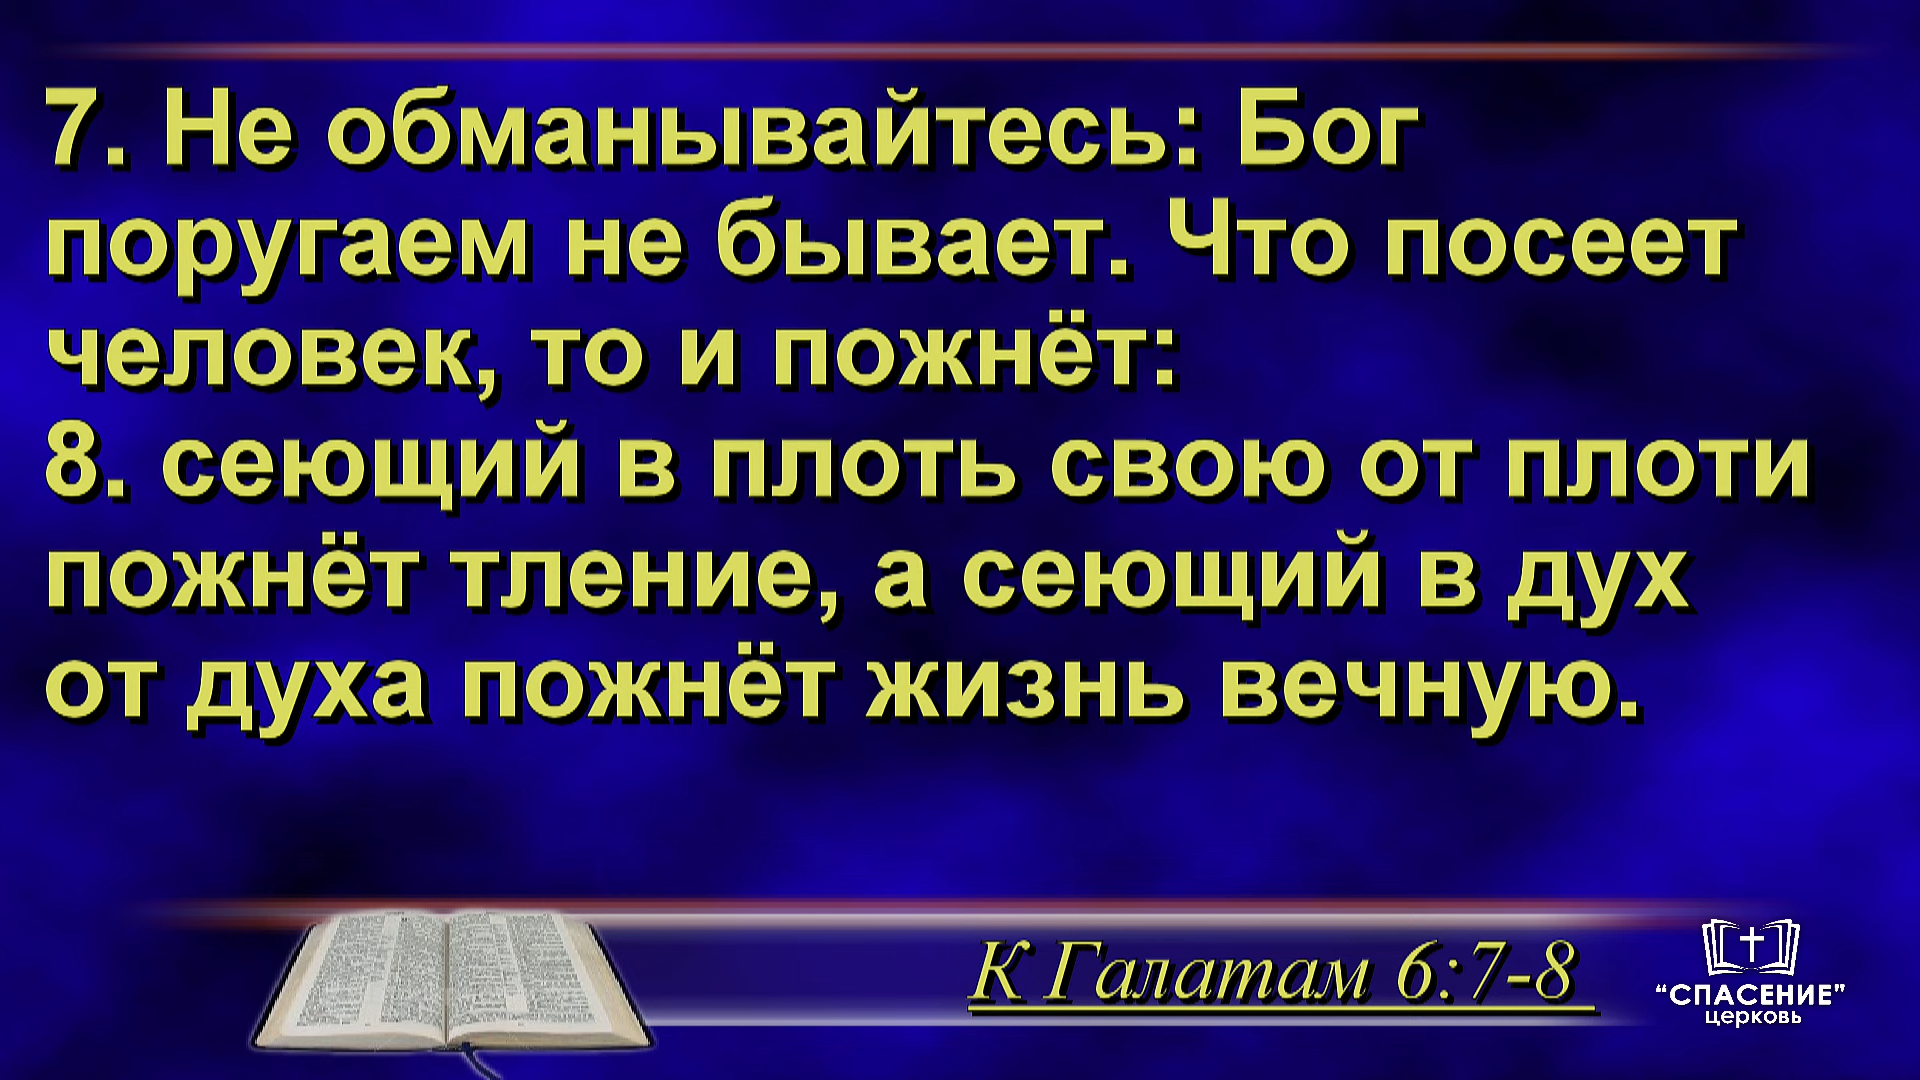 7. Не обманывайтесь: Бог
поругаем не бывает. Что посеет
человек, то и пожнёт:
8. сеющий в плоть свою от плоти
пожнёт тление, а сеющий в дух
от духа пожнёт жизнь вечную.
К Галатам 6:7-8
“СПАСЕНИЕ”
церковь